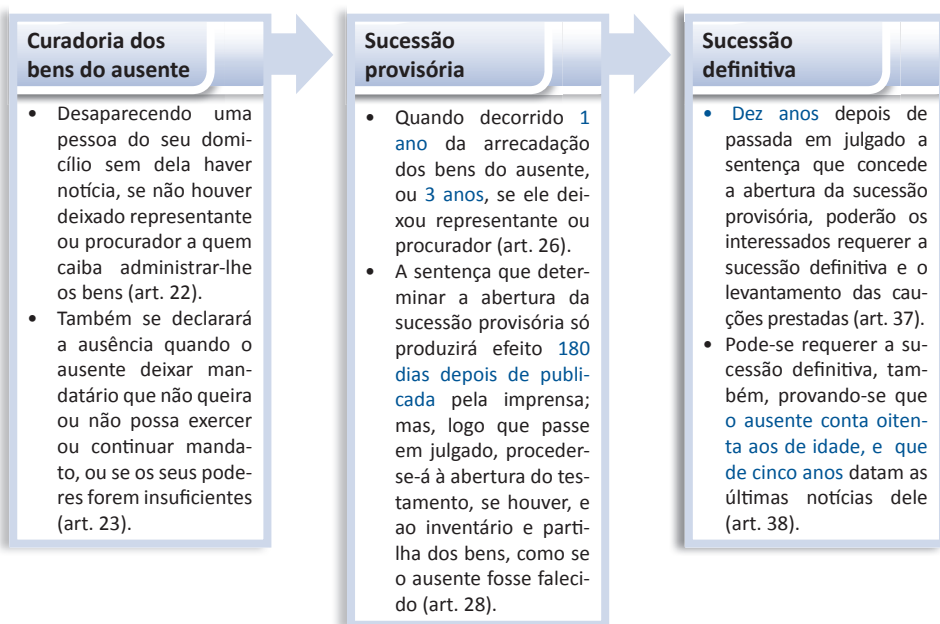 Curadoria dos
bens do ausente
• Desaparecendo uma
pessoa do seu domi-
cílio sem dela haver
notícia, se não houver
deixado representante
ou procurador a quem
caiba administrar-lhe
os bens (art. 22).
• Também se declarará
a ausência quando o
ausente deixar man-
datário que não queira
ou não possa exercer
ou continuar manda-
to, ou se os seus pode-
res forem insuficientes
(art. 23).
Sucessão
provisória
• Quando decorrido 1
ano da arrecadação
dos bens do ausente,
ou 3 anos, se ele dei-
xou representante ou
procurador (art. 26).
• A sentença que deter-
minar a abertura da
sucessão provisória só
produzirá efeito 180
dias depois de publi-
cada pela imprensa;
mas, logo que passe
em julgado, proceder-
se-á à abertura do tes-
tamento, se houver, e
ao inventário e parti-
lha dos bens, como se
o ausente fosse faleci-
do (art. 28).
Sucessão
definitiva
• Dez anos depois de
passada em julgado a
sentença que concede
a abertura da sucessão
provisória, poderão os
interessados requerer a
sucessão definitiva e o
levantamento das cau-
ções prestadas (art. 37).
• Pode-se requerer a su-
cessão definitiva, tam-
bém, provando-se que
o ausente conta oiten-
ta aos de idade, e que
de cinco anos datam as
últimas notícias dele
(art. 38).